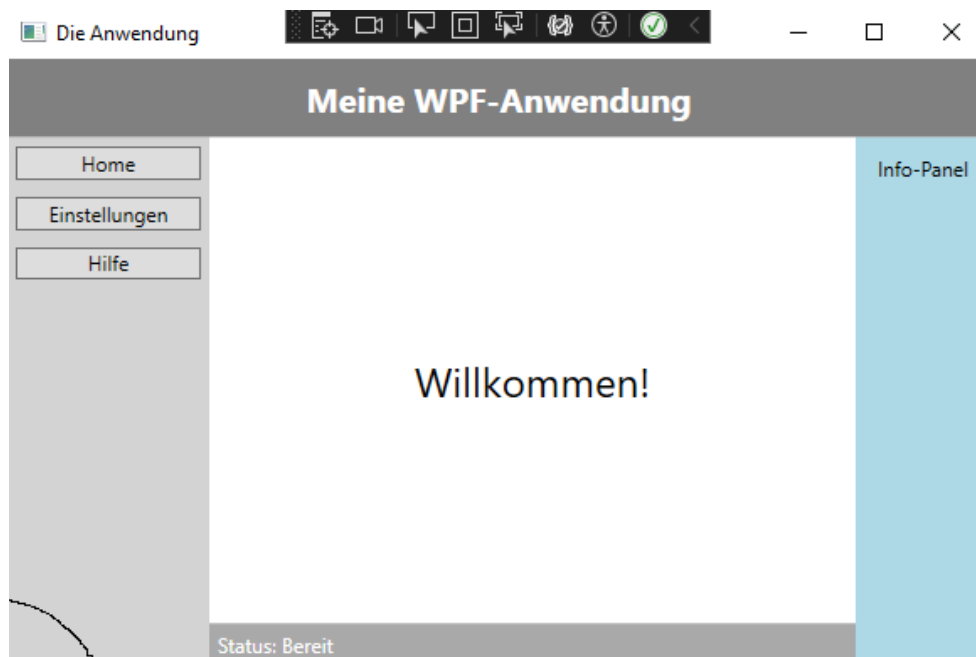 Die Anwendung
Meine WPF-Anwendung
Home
Einstellungen
Hilfe
Willkommen!
Info-Panel
Status: Bereit